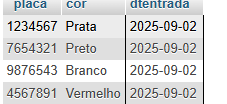 placa cor dtentrada
1234567 Prata 2025-09-02
7654321 Preto 2025-09-02
9876543 Branco 2025-09-02
4567891 Vermelho 2025-09-02